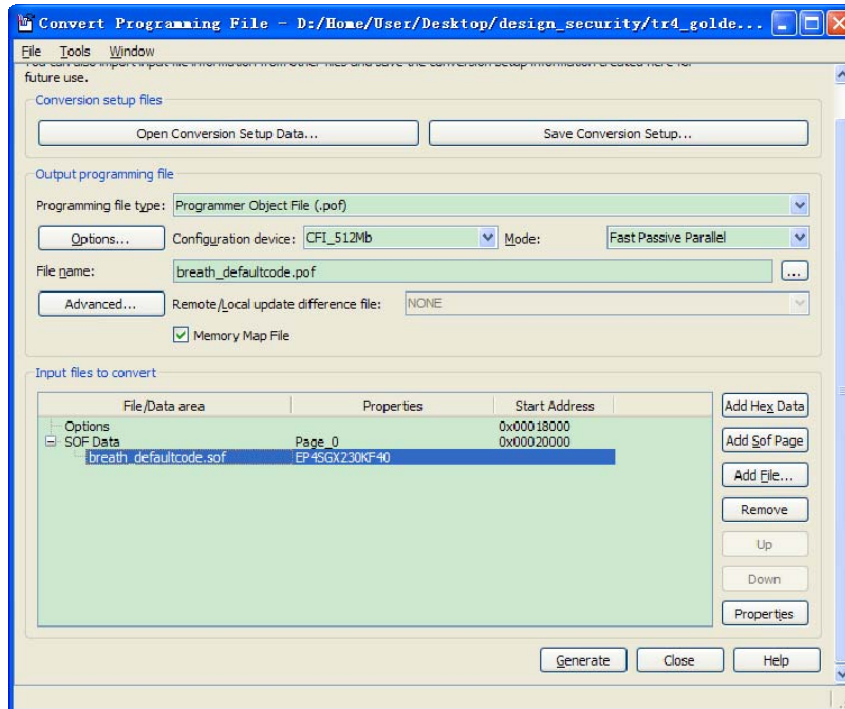 Convert Programming File - D:/Home/User/Desktop/design_security/tr4_golde...
File Tools Window
future use.
Conversion setup files
Open Conversion Setup Data... Save Conversion Setup...
Output programming file
Programming file type: Programmer Object File (.pof)
Options... Configuration device: CFI_512Mb Mode: Fast Passive Parallel
File name: breath_defaultcode.pof ...
Advanced... Remote/Local update difference file: NONE
Memory Map File
Input files to convert
File/Data area Properties Start Address Add Hex Data
Options 0x00018000
SOF Data Page_0 0x00020000 Add Sof Page
breath_defaultcode.sof EP4SGX230KF40
Add File...
Remove
Up
Down
Properties
Generate Close Help